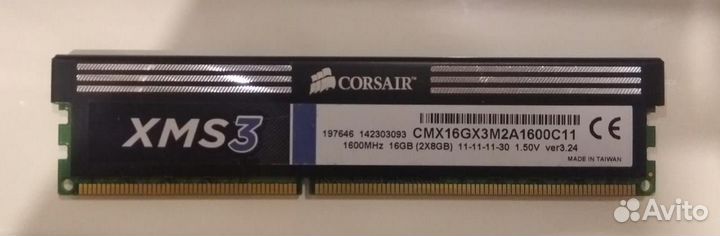 CORSAIR™
XMS3
197646 142303093 CMX16GX3M2A1600C11
1600MHz 16GB (2X8GB) 11-11-11-30 1.50V ver3.24
CE
MADE IN TAIWAN
Avito